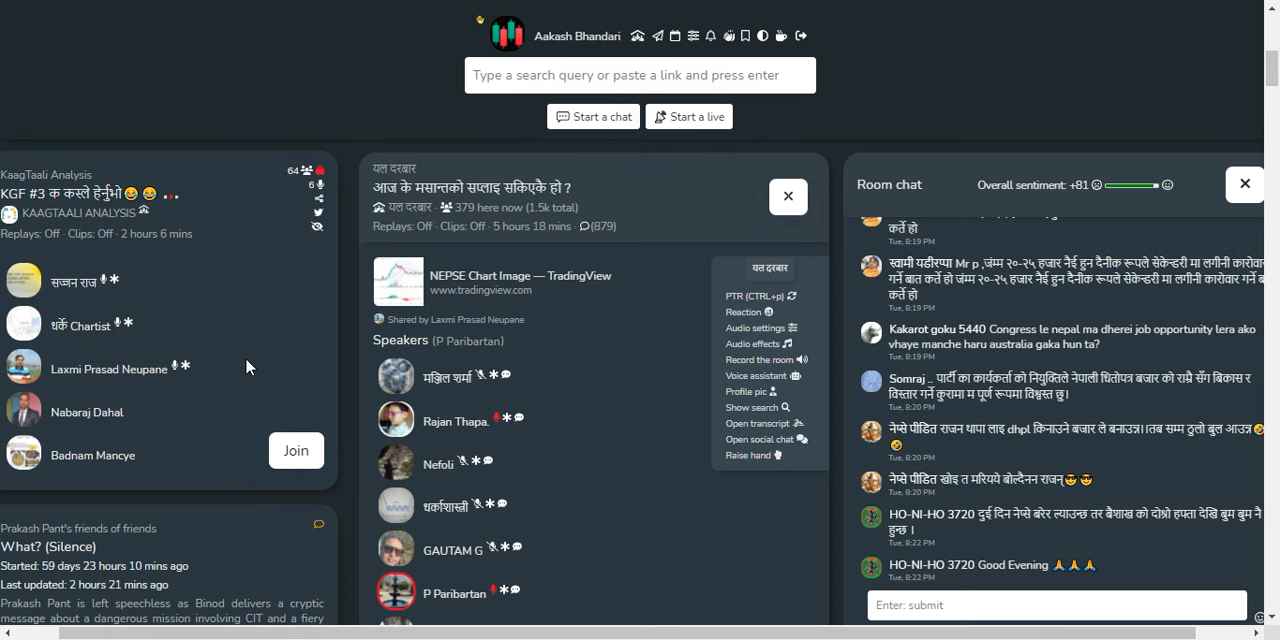 Aakash Bhandari
Type a search query or paste a link and press enter
Start a chat
Start a live
KaagTaali Analysis
64
KGF #3 क कस्ले हेर्नुभो😂 😂 ...
6
KAAGTAALI ANALYSIS
Replays: Off · Clips: Off · 2 hours 6 mins
सज्जन राज
धर्के Chartist
Laxmi Prasad Neupane
Nabaraj Dahal
Badnam Mancye
Join
Prakash Pant's friends of friends
What? (Silence)
Started: 59 days 23 hours 10 mins ago
Last updated: 2 hours 21 mins ago
Prakash Pant is left speechless as Binod delivers a cryptic
message about a dangerous mission involving CIT and a fiery
यल दरबार
आज के मसान्तको सप्लाइ सकिएकै हो ?
यल दरबार · 379 here now (1.5k total)
Replays: Off · Clips: Off · 5 hours 18 mins · (879)
NEPSE Chart Image — TradingView
www.tradingview.com
Shared by Laxmi Prasad Neupane
Speakers (P Paribartan)
मञ्जिल शर्मा
Rajan Thapa.
Nefoli
धर्काशास्त्री
GAUTAM G
P Paribartan
यल दरबार
PTR (CTRL+p)
Reaction
Audio settings
Audio effects
Record the room
Voice assistant
Profile pic
Show search
Open transcript
Open social chat
Raise hand
Room chat
Overall sentiment: +81
कर्ते हो
Tue, 8:19 PM
स्वामी यडीरप्पा Mr p ,जंम्म २०-२५ हजार नैई हुन दैनीक रूपले सेकेन्डरी मा लगीनी कारोवार
गर्ने बात कर्ते हो जंम्म २०-२५ हजार नैई हुन दैनीक रूपले सेकेन्डरी मा लगीनी कारोवार गर्ने
कर्ते हो
Tue, 8:19 PM
Kakarot goku 5440 Congress le nepal ma dherei job opportunity lera ako
vhaye manche haru australia gaka hun ta?
Tue, 8:19 PM
Somraj .. पार्टी का कार्यकर्ता को नियुक्तिले नेपाली धितोपत्र बजार को राम्रै सँग बिकास र
विस्तार गर्ने कुरामा म पूर्ण रूपमा विश्वस्त छु।
Tue, 8:20 PM
नेप्से पीडित राजन थापा लाइ dhpl किनाउने बजार ले बनाउन्न।।तब सम्म ठुलो बुल आउन्न🤣
🤣
Tue, 8:20 PM
नेप्से पीडित खोइ त मरियये बोल्दैनन राजन्😎 😎
Tue, 8:20 PM
HO-NI-HO 3720 दुई दिन नेप्से बरेर ल्याउन्छ तर बैशाख को दोश्रो हफ्ता देखि बुम बुम नै
हुन्छ ।
Tue, 8:22 PM
HO-NI-HO 3720 Good Evening 🙏 🙏 🙏
Tue, 8:22 PM
Enter: submit